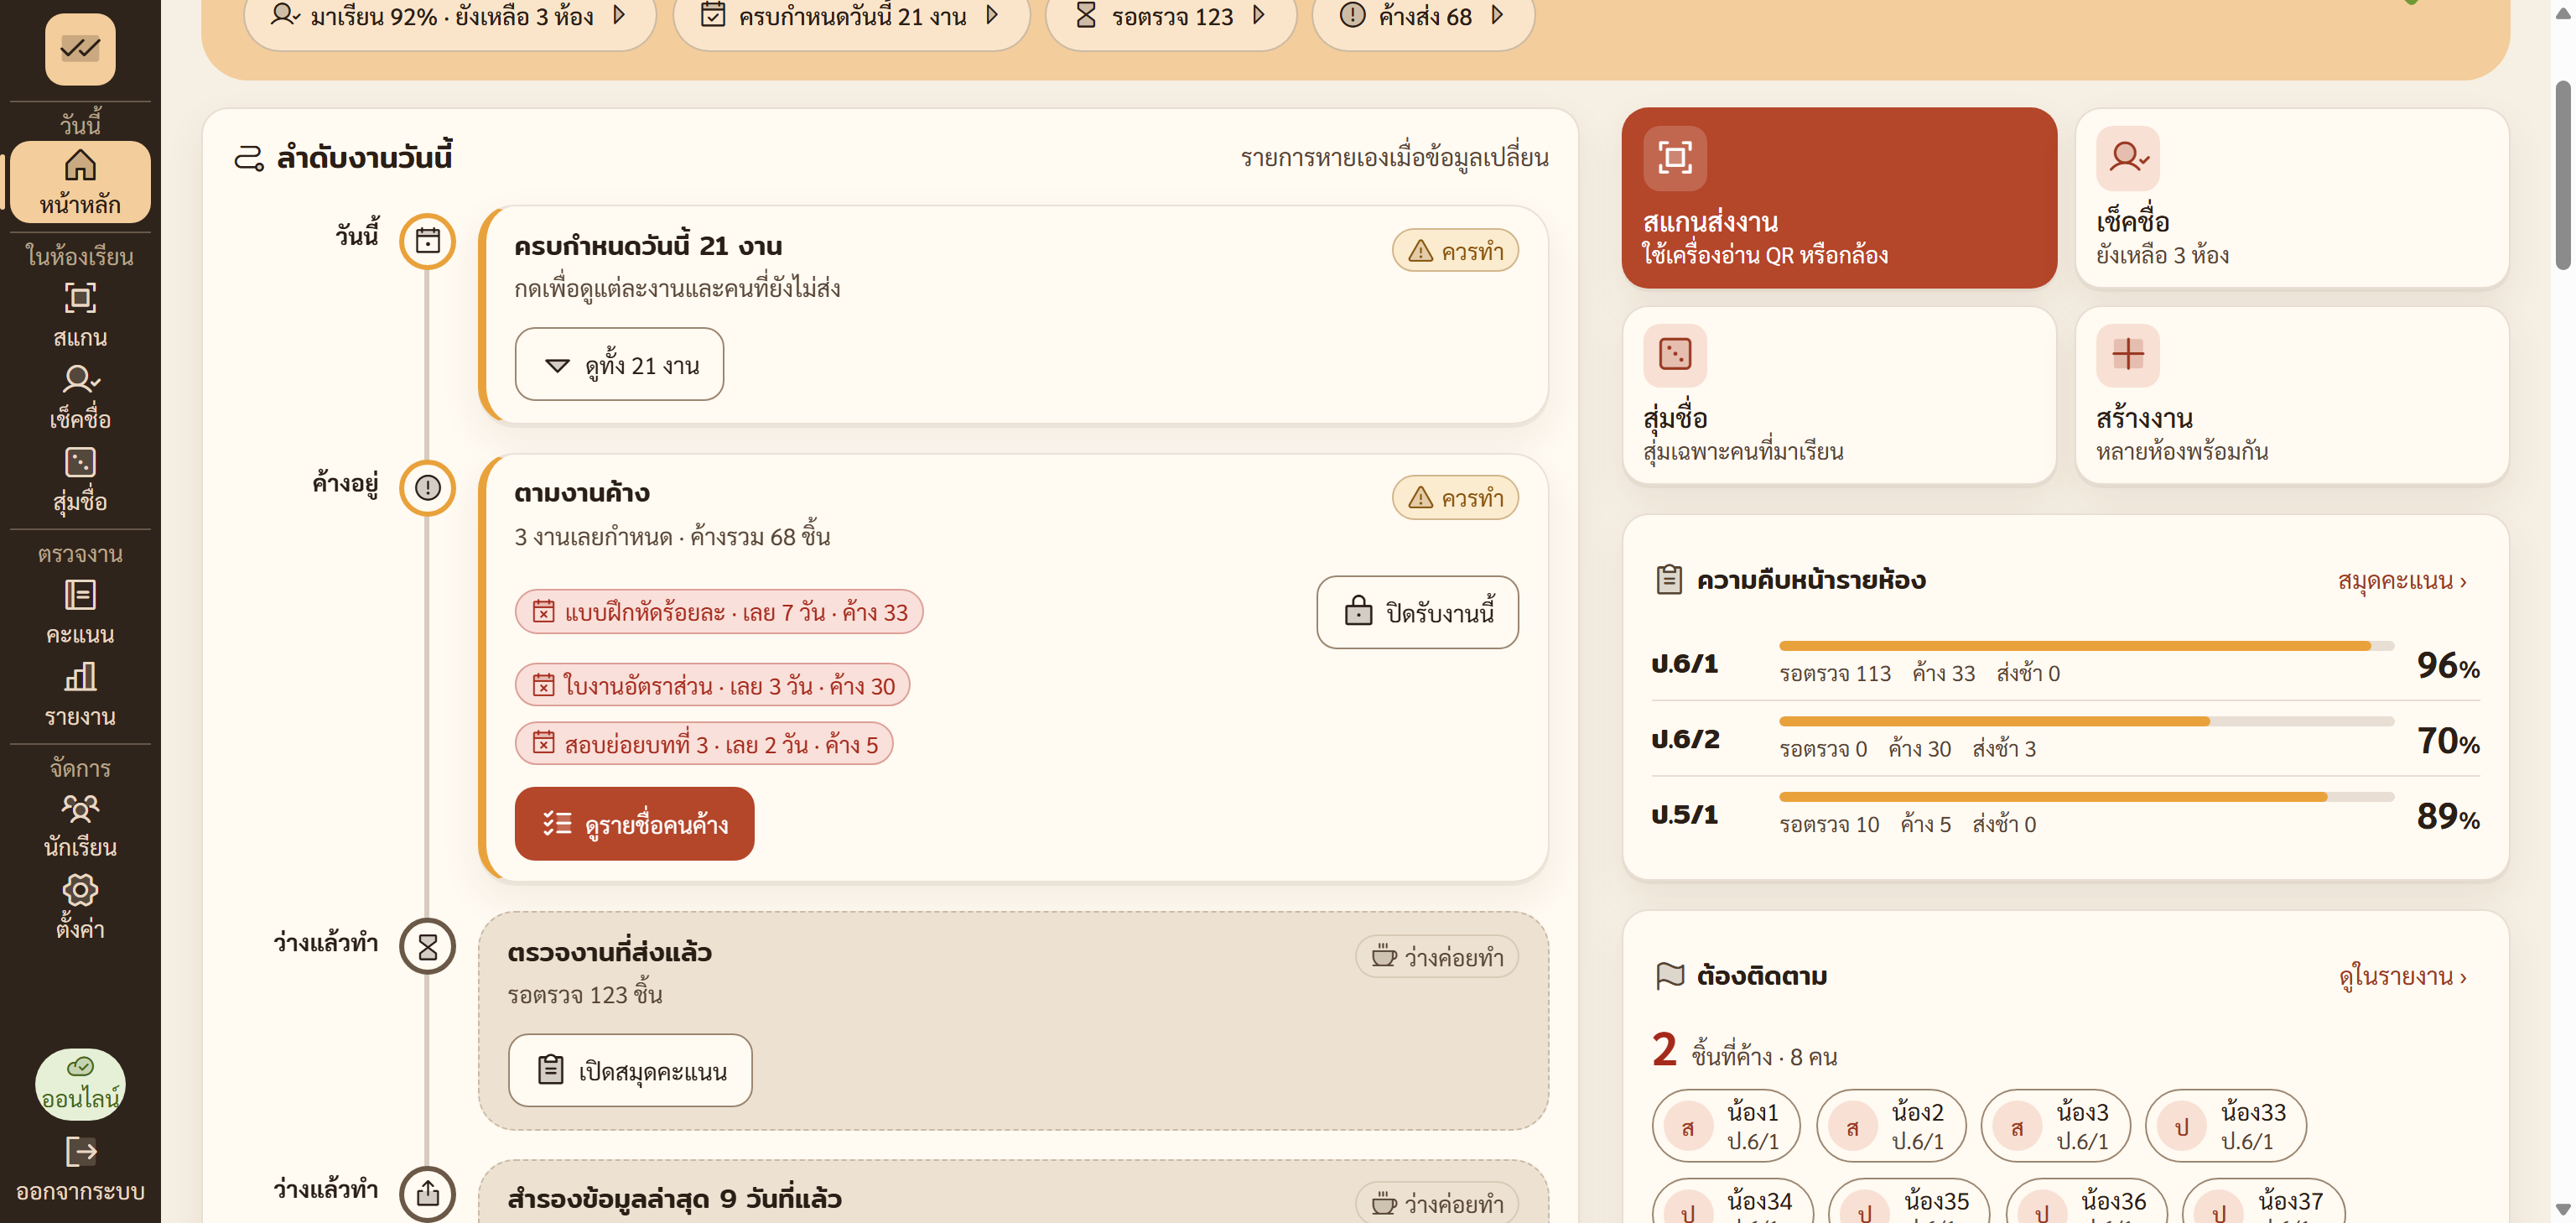 มาเรียน 92% · ยังเหลือ 3 ห้อง
ครบกำหนดวันนี้ 21 งาน
รอตรวจ 123
ค้างส่ง 68
วันนี้
หน้าหลัก
ในห้องเรียน
สแกน
เช็คชื่อ
สุ่มชื่อ
ตรวจงาน
คะแนน
รายงาน
จัดการ
นักเรียน
ตั้งค่า
ออนไลน์
ออกจากระบบ
ลำดับงานวันนี้
รายการหายเองเมื่อข้อมูลเปลี่ยน
วันนี้
ครบกำหนดวันนี้ 21 งาน
ควรทำ
กดเพื่อดูแต่ละงานและคนที่ยังไม่ส่ง
ดูทั้ง 21 งาน
ค้างอยู่
ตามงานค้าง
ควรทำ
3 งานเลยกำหนด · ค้างรวม 68 ชิ้น
แบบฝึกหัดร้อยละ · เลย 7 วัน · ค้าง 33
ปิดรับงานนี้
ใบงานอัตราส่วน · เลย 3 วัน · ค้าง 30
สอบย่อยบทที่ 3 · เลย 2 วัน · ค้าง 5
ดูรายชื่อคนค้าง
ว่างแล้วทำ
ตรวจงานที่ส่งแล้ว
ว่างค่อยทำ
รอตรวจ 123 ชิ้น
เปิดสมุดคะแนน
ว่างแล้วทำ
สำรองข้อมูลล่าสุด 9 วันที่แล้ว
ว่างค่อยทำ
สแกนส่งงาน
ใช้เครื่องอ่าน QR หรือกล้อง
เช็คชื่อ
ยังเหลือ 3 ห้อง
สุ่มชื่อ
สุ่มเฉพาะคนที่มาเรียน
สร้างงาน
หลายห้องพร้อมกัน
ความคืบหน้ารายห้อง
สมุดคะแนน ›
ป.6/1
รอตรวจ 113 ค้าง 33 ส่งช้า 0
96%
ป.6/2
รอตรวจ 0 ค้าง 30 ส่งช้า 3
70%
ป.5/1
รอตรวจ 10 ค้าง 5 ส่งช้า 0
89%
ต้องติดตาม
ดูในรายงาน ›
2 ชิ้นที่ค้าง · 8 คน
ส น้อง1 ป.6/1
ส น้อง2 ป.6/1
ส น้อง3 ป.6/1
ป น้อง33 ป.6/1
ป น้อง34
ป น้อง35
ป น้อง36
ป น้อง37